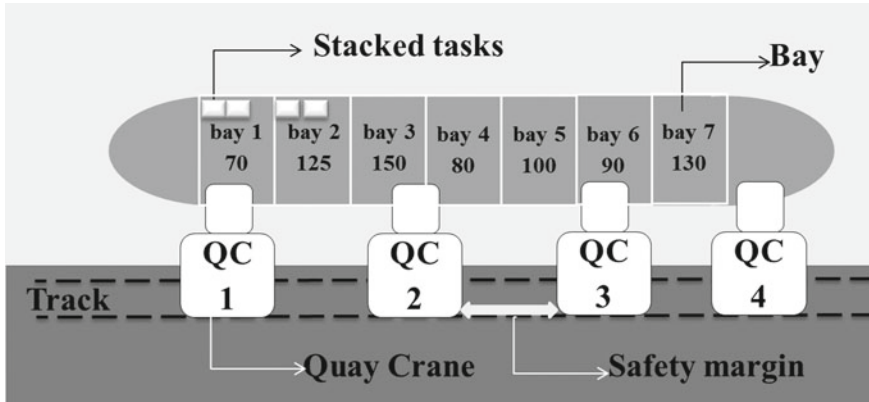 Stacked tasks
Bay
bay 1 bay 2 bay 3 bay 4 bay 5 bay 6 bay 7
70 125 150 80 100 90 130
QC QC QC QC
Track 1 2 3 4
Quay Crane Safety margin